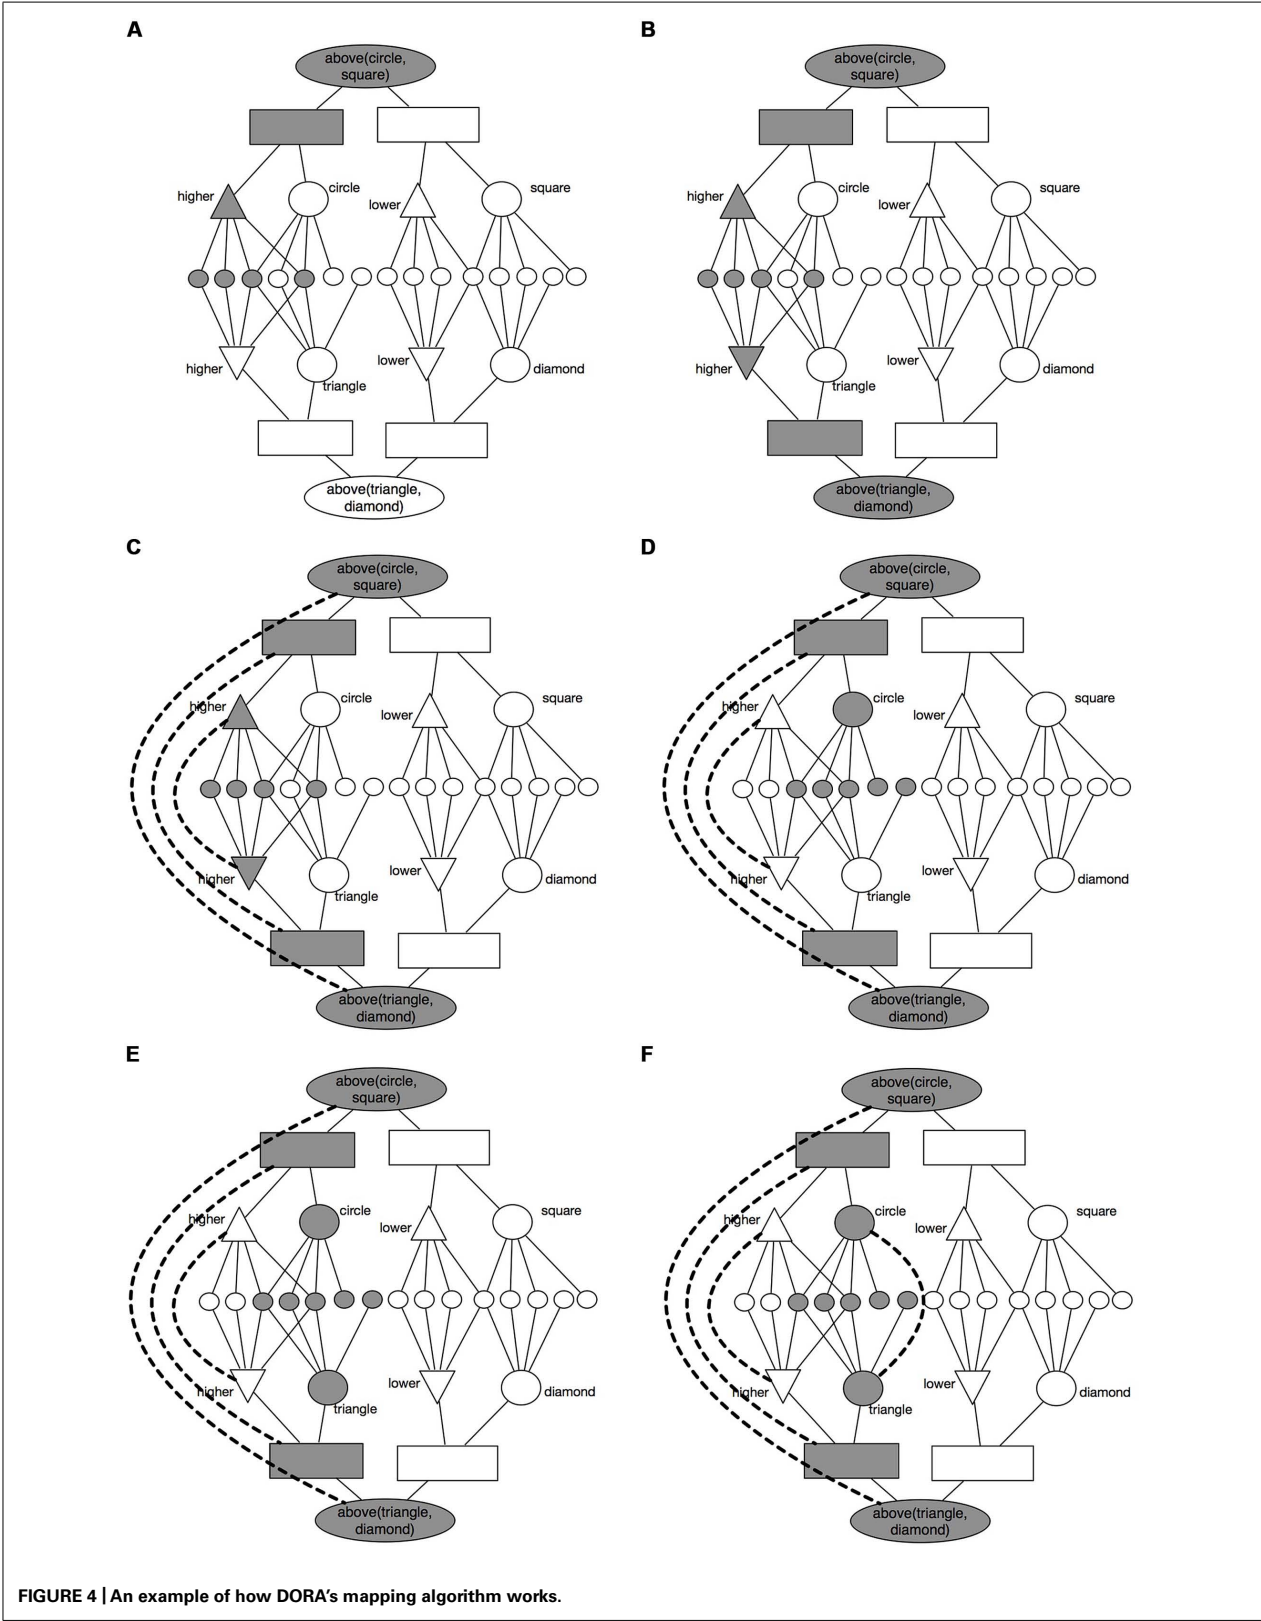 A
above(circle,
square)
higher
circle
lower
square
higher
triangle
lower
diamond
above(triangle,
diamond)
B
above(circle,
square)
higher
circle
lower
square
higher
triangle
lower
diamond
above(triangle,
diamond)
C
above(circle,
square)
higher
circle
lower
square
higher
triangle
lower
diamond
above(triangle,
diamond)
D
above(circle,
square)
higher
circle
lower
square
higher
triangle
lower
diamond
above(triangle,
diamond)
E
above(circle,
square)
higher
circle
lower
square
higher
triangle
lower
diamond
above(triangle,
diamond)
F
above(circle,
square)
higher
circle
lower
square
higher
triangle
lower
diamond
above(triangle,
diamond)
FIGURE 4 | An example of how DORA’s mapping algorithm works.